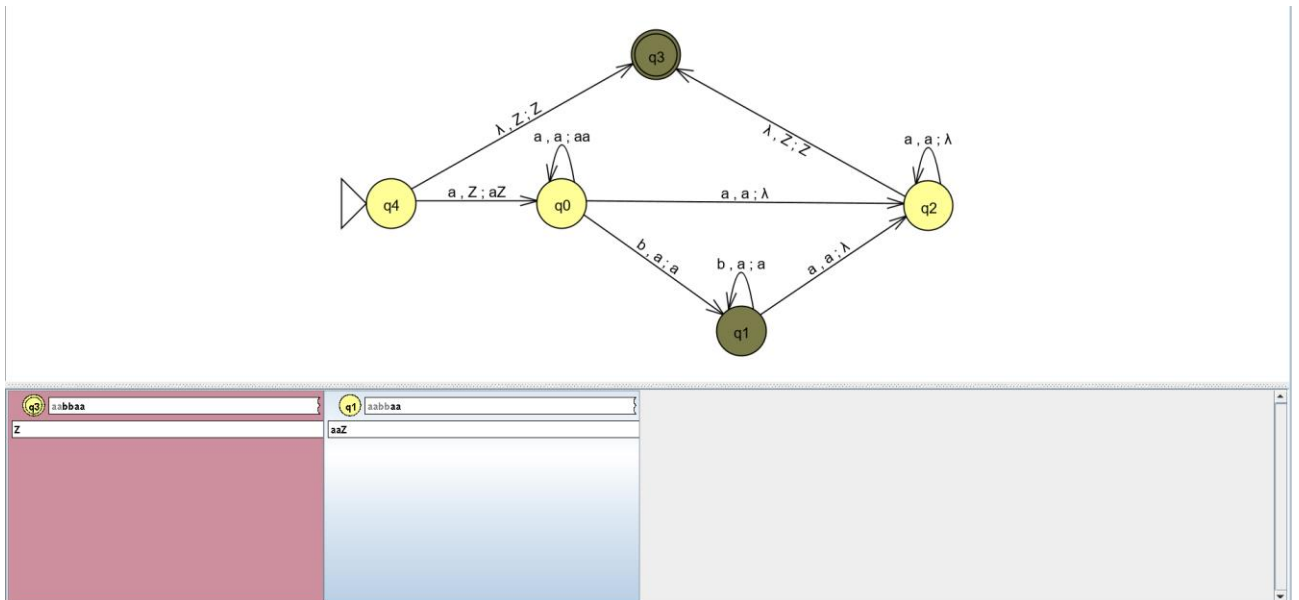 q3
λ , Z ; Z
λ , Z ; Z
a , a ; aa
a , a ; λ
q4
a , Z ; aZ
q0
a , a ; λ
q2
b , a ; a
b , a ; a
a , a ; λ
q1
q3 aabbaa
q1 aabbaa
Z
aaZ